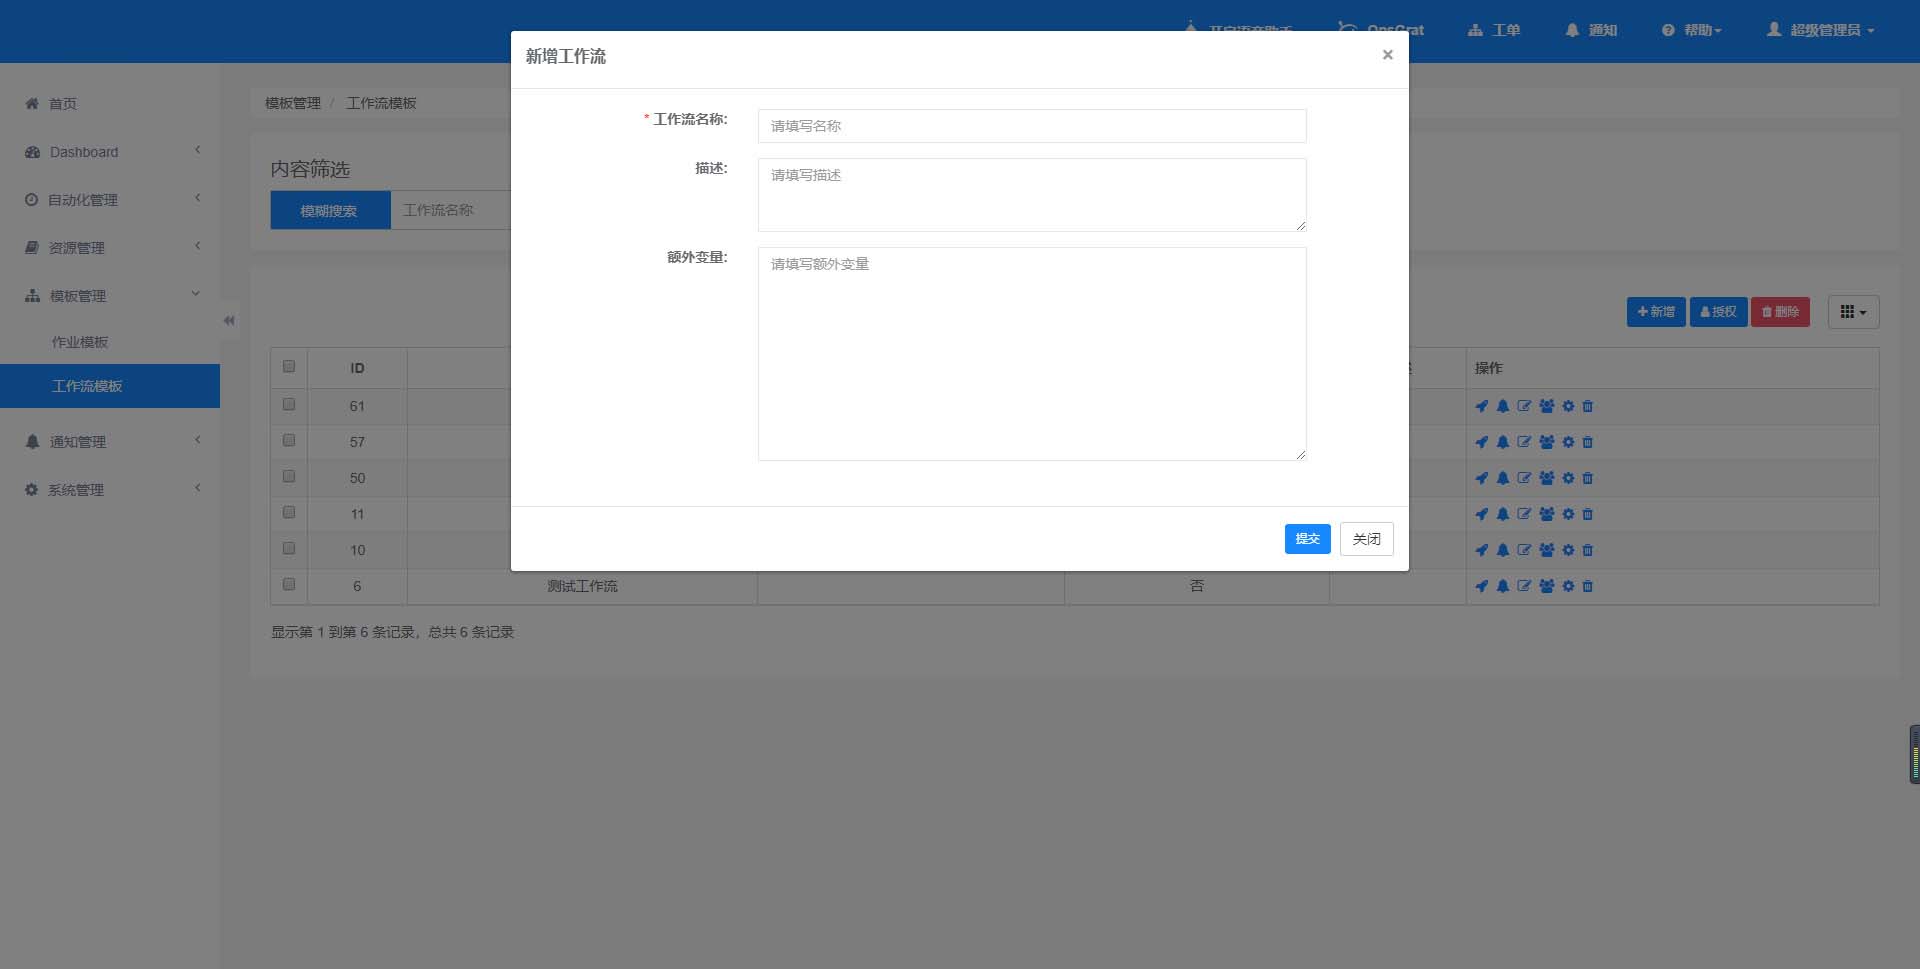 工单
通知
帮助
超级管理员
新增工作流
×
首页
Dashboard
自动化管理
资源管理
模板管理
作业模板
工作流模板
通知管理
系统管理
模板管理 / 工作流模板
内容筛选
模糊搜索
工作流名称
* 工作流名称:
请填写名称
描述:
请填写描述
额外变量:
请填写额外变量
提交
关闭
新增
授权
删除
ID
操作
61
57
50
11
10
6 测试工作流 否
显示第 1 到第 6 条记录，总共 6 条记录